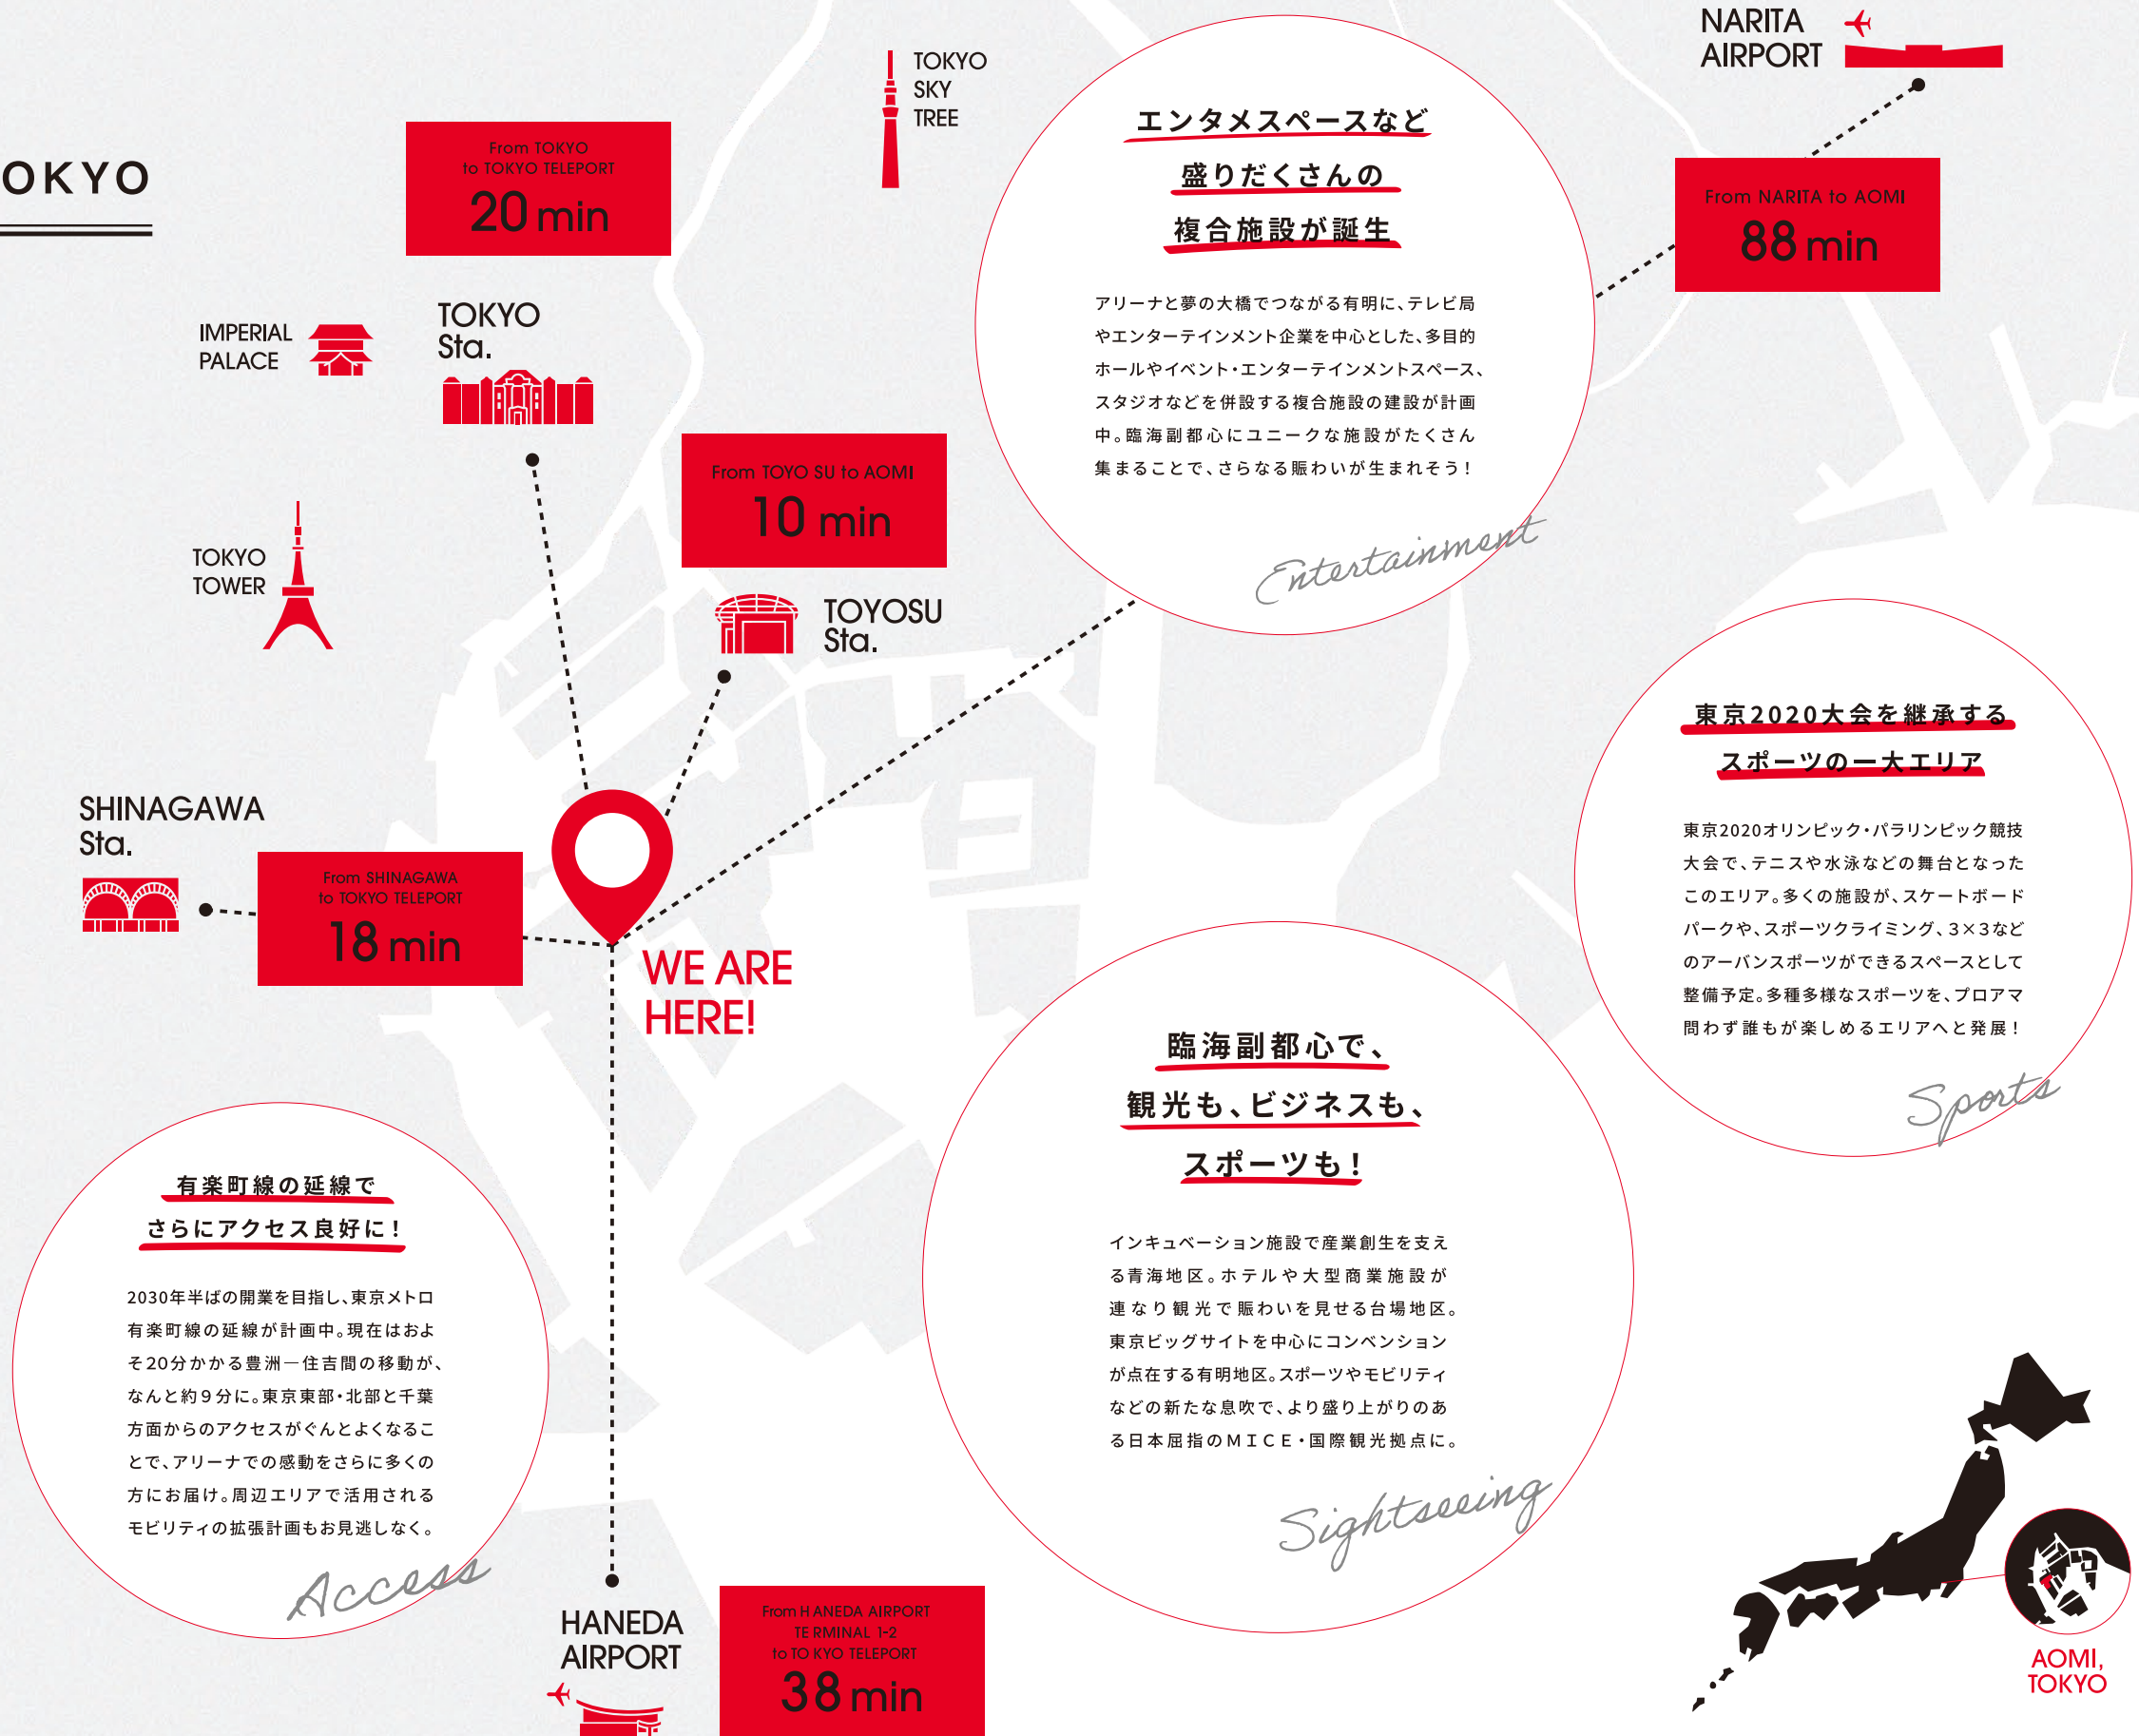 OKYO
NARITA
AIRPORT
TOKYO
SKY
TREE
From TOKYO
to TOKYO TELEPORT
20 min
エンタメスペースなど
盛りだくさんの
複合施設が誕生
アリーナと夢の大橋でつながる有明に、テレビ局
やエンターテインメント企業を中心とした、多目的
ホールやイベント・エンターテインメントスペース、
スタジオなどを併設する複合施設の建設が計画
中。臨海副都心にユニークな施設がたくさん
集まることで、さらなる賑わいが生まれそう！
Entertainment
From NARITA to AOMI
88 min
IMPERIAL
PALACE
TOKYO
Sta.
From TOYO SU to AOMI
10 min
TOKYO
TOWER
TOYOSU
Sta.
東京2020大会を継承する
スポーツの一大エリア
東京2020オリンピック・パラリンピック競技
大会で、テニスや水泳などの舞台となった
このエリア。多くの施設が、スケートボード
パークや、スポーツクライミング、3×3など
のアーバンスポーツができるスペースとして
整備予定。多種多様なスポーツを、プロアマ
問わず誰もが楽しめるエリアへと発展！
Sports
SHINAGAWA
Sta.
From SHINAGAWA
to TOKYO TELEPORT
18 min
WE ARE
HERE!
臨海副都心で、
観光も、ビジネスも、
スポーツも！
インキュベーション施設で産業創生を支え
る青海地区。ホテルや大型商業施設が
連なり観光で賑わいを見せる台場地区。
東京ビッグサイトを中心にコンベンション
が点在する有明地区。スポーツやモビリティ
などの新たな息吹で、より盛り上がりのあ
る日本屈指のＭＩＣＥ・国際観光拠点に。
Sightseeing
有楽町線の延線で
さらにアクセス良好に！
2030年半ばの開業を目指し、東京メトロ
有楽町線の延線が計画中。現在はおよ
そ20分かかる豊洲―住吉間の移動が、
なんと約９分に。東京東部・北部と千葉
方面からのアクセスがぐんとよくなるこ
とで、アリーナでの感動をさらに多くの
方にお届け。周辺エリアで活用される
モビリティの拡張計画もお見逃しなく。
Access
HANEDA
AIRPORT
From H ANEDA AIRPORT
TE RMINAL 1-2
to TO KYO TELEPORT
38 min
AOMI,
TOKYO